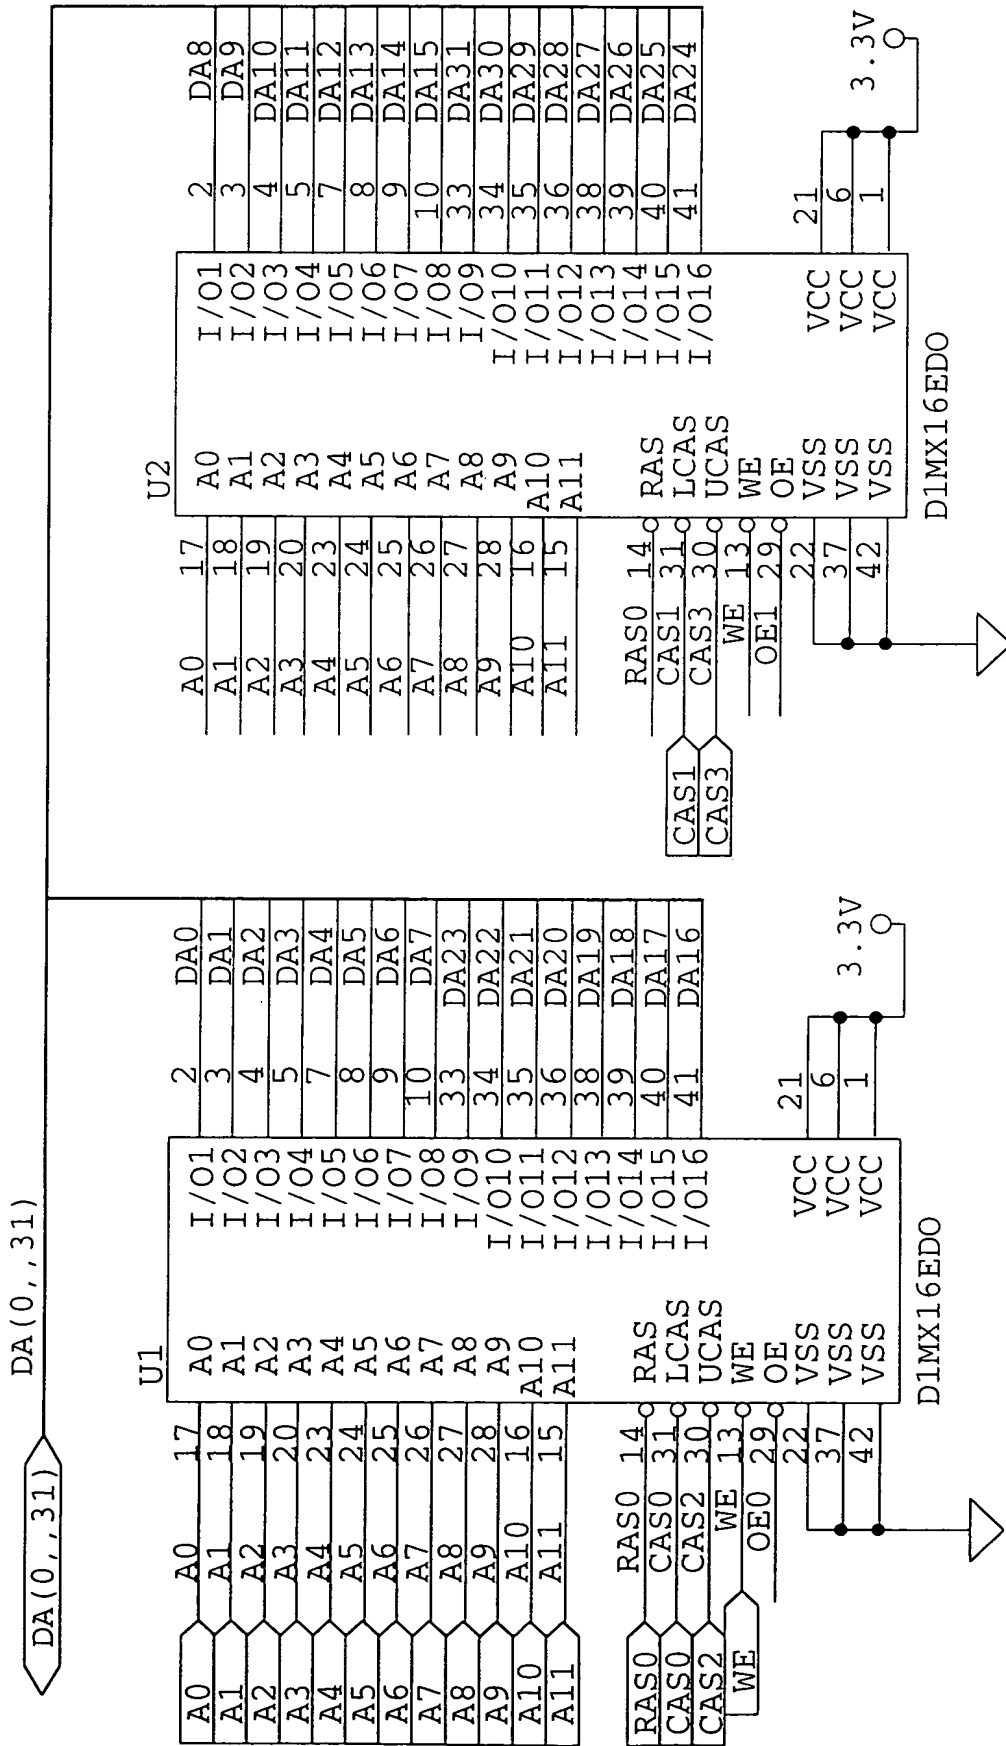 DA(0,,31)
DA(0,,31)
U1
A0 A0 17 A0 I/O1 2 DA0
A1 A1 18 A1 I/O2 3 DA1
A2 A2 19 A2 I/O3 4 DA2
A3 A3 20 A3 I/O4 5 DA3
A4 A4 23 A4 I/O5 7 DA4
A5 A5 24 A5 I/O6 8 DA5
A6 A6 25 A6 I/O7 9 DA6
A7 A7 26 A7 I/O8 10 DA7
A8 A8 27 A8 I/O9 33 DA23
A9 A9 28 A9 I/O10 34 DA22
A10 A10 16 A10 I/O11 35 DA21
A11 A11 15 A11 I/O12 36 DA20
I/O13 38 DA19
RAS0 RAS0 14 RAS I/O14 39 DA18
CAS0 CAS0 31 LCAS I/O15 40 DA17
CAS2 CAS2 30 UCAS I/O16 41 DA16
WE WE 13 WE
OE0 29 OE
22 VSS VCC 21
37 VSS VCC 6
42 VSS VCC 1
3.3V
D1MX16EDO
U2
A0 17 A0 I/O1 2 DA8
A1 18 A1 I/O2 3 DA9
A2 19 A2 I/O3 4 DA10
A3 20 A3 I/O4 5 DA11
A4 23 A4 I/O5 7 DA12
A5 24 A5 I/O6 8 DA13
A6 25 A6 I/O7 9 DA14
A7 26 A7 I/O8 10 DA15
A8 27 A8 I/O9 33 DA31
A9 28 A9 I/O10 34 DA30
A10 16 A10 I/O11 35 DA29
A11 15 A11 I/O12 36 DA28
I/O13 38 DA27
RAS0 14 RAS I/O14 39 DA26
CAS1 CAS1 31 LCAS I/O15 40 DA25
CAS3 CAS3 30 UCAS I/O16 41 DA24
WE 13 WE
OE1 29 OE
22 VSS VCC 21
37 VSS VCC 6
42 VSS VCC 1
3.3V
D1MX16EDO